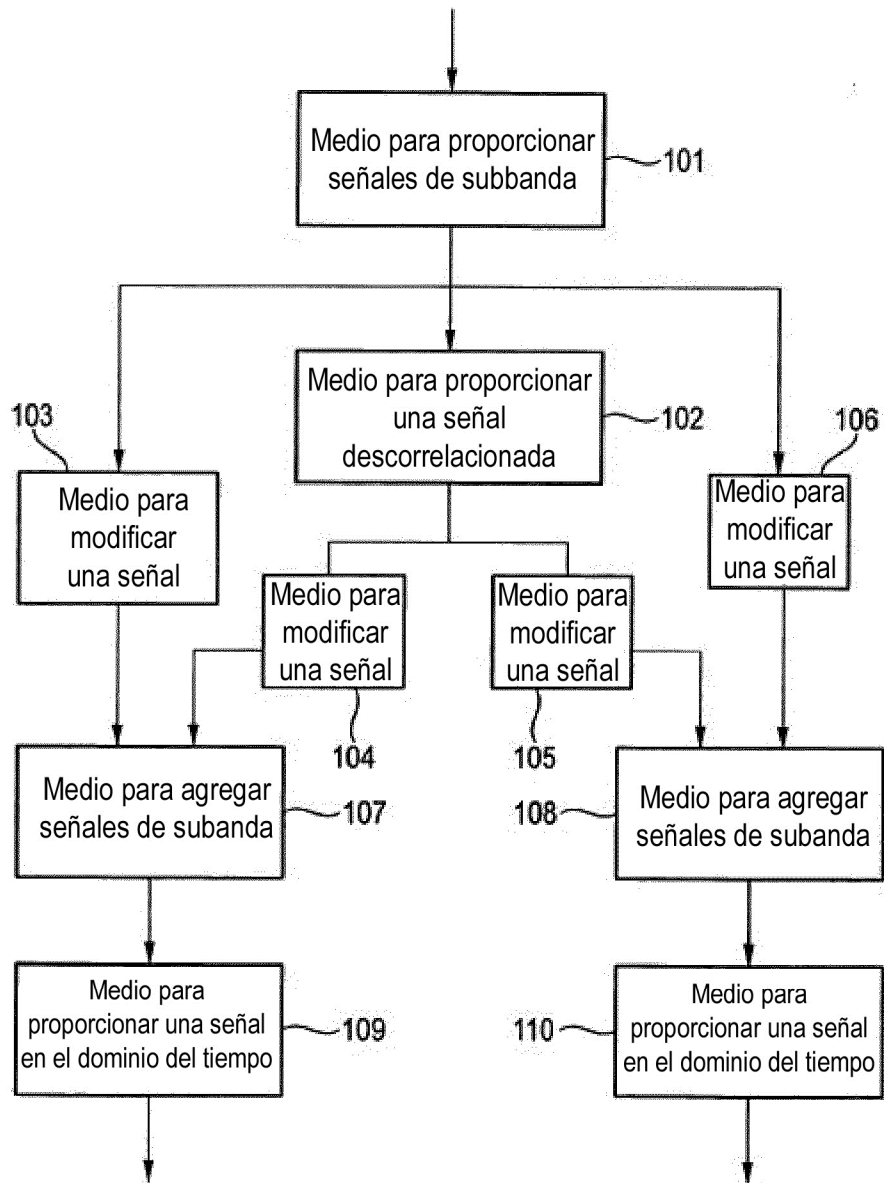 Medio para proporcionar
señales de subbanda
101
Medio para proporcionar
una señal
descorrelacionada
102
103
Medio para
modificar
una señal
106
Medio para
modificar
una señal
Medio para
modificar
una señal
104
Medio para
modificar
una señal
105
Medio para agregar
señales de subanda
107
108
Medio para agregar
señales de subanda
Medio para
proporcionar una señal
en el dominio del tiempo
109
110
Medio para
proporcionar una señal
en el dominio del tiempo